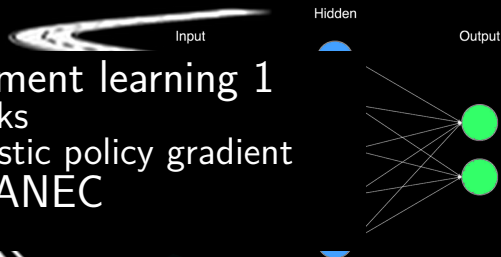 Hidden
Input
Output
ment learning 1
ks
stic policy gradient
ANEC